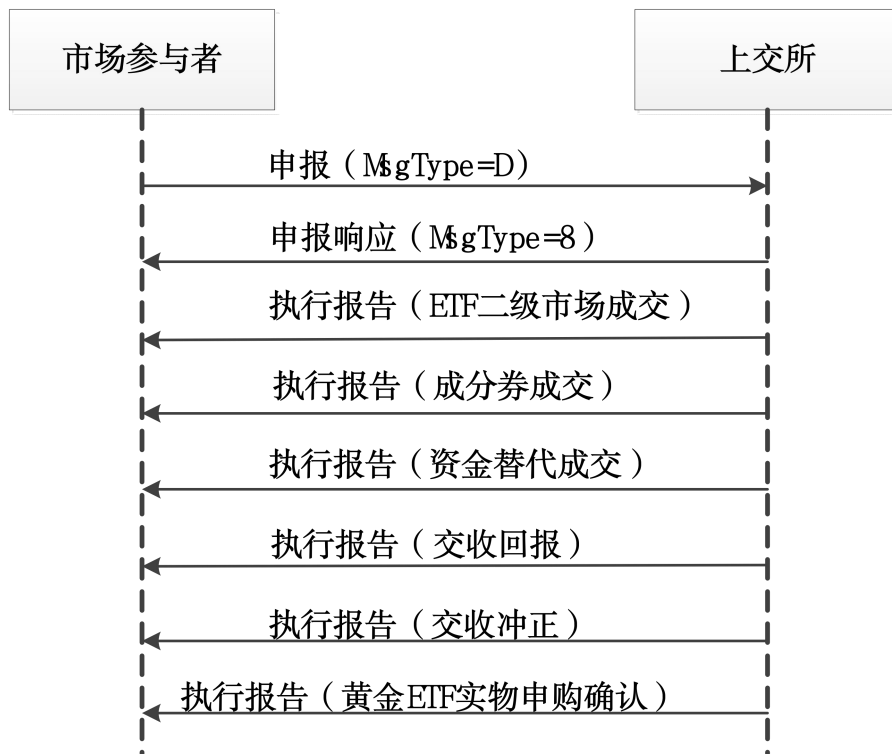 市场参与者
上交所
申报（MsgType=D）
申报响应（MsgType=8）
执行报告（ETF二级市场成交）
执行报告（成分券成交）
执行报告（资金替代成交）
执行报告（交收回报）
执行报告（交收冲正）
执行报告（黄金ETF实物申购确认）